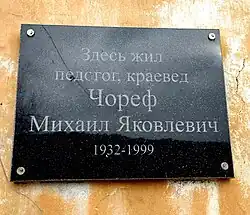 Здесь жил
педагог, краевед
Чореф
Михаил Яковлевич
1932-1999